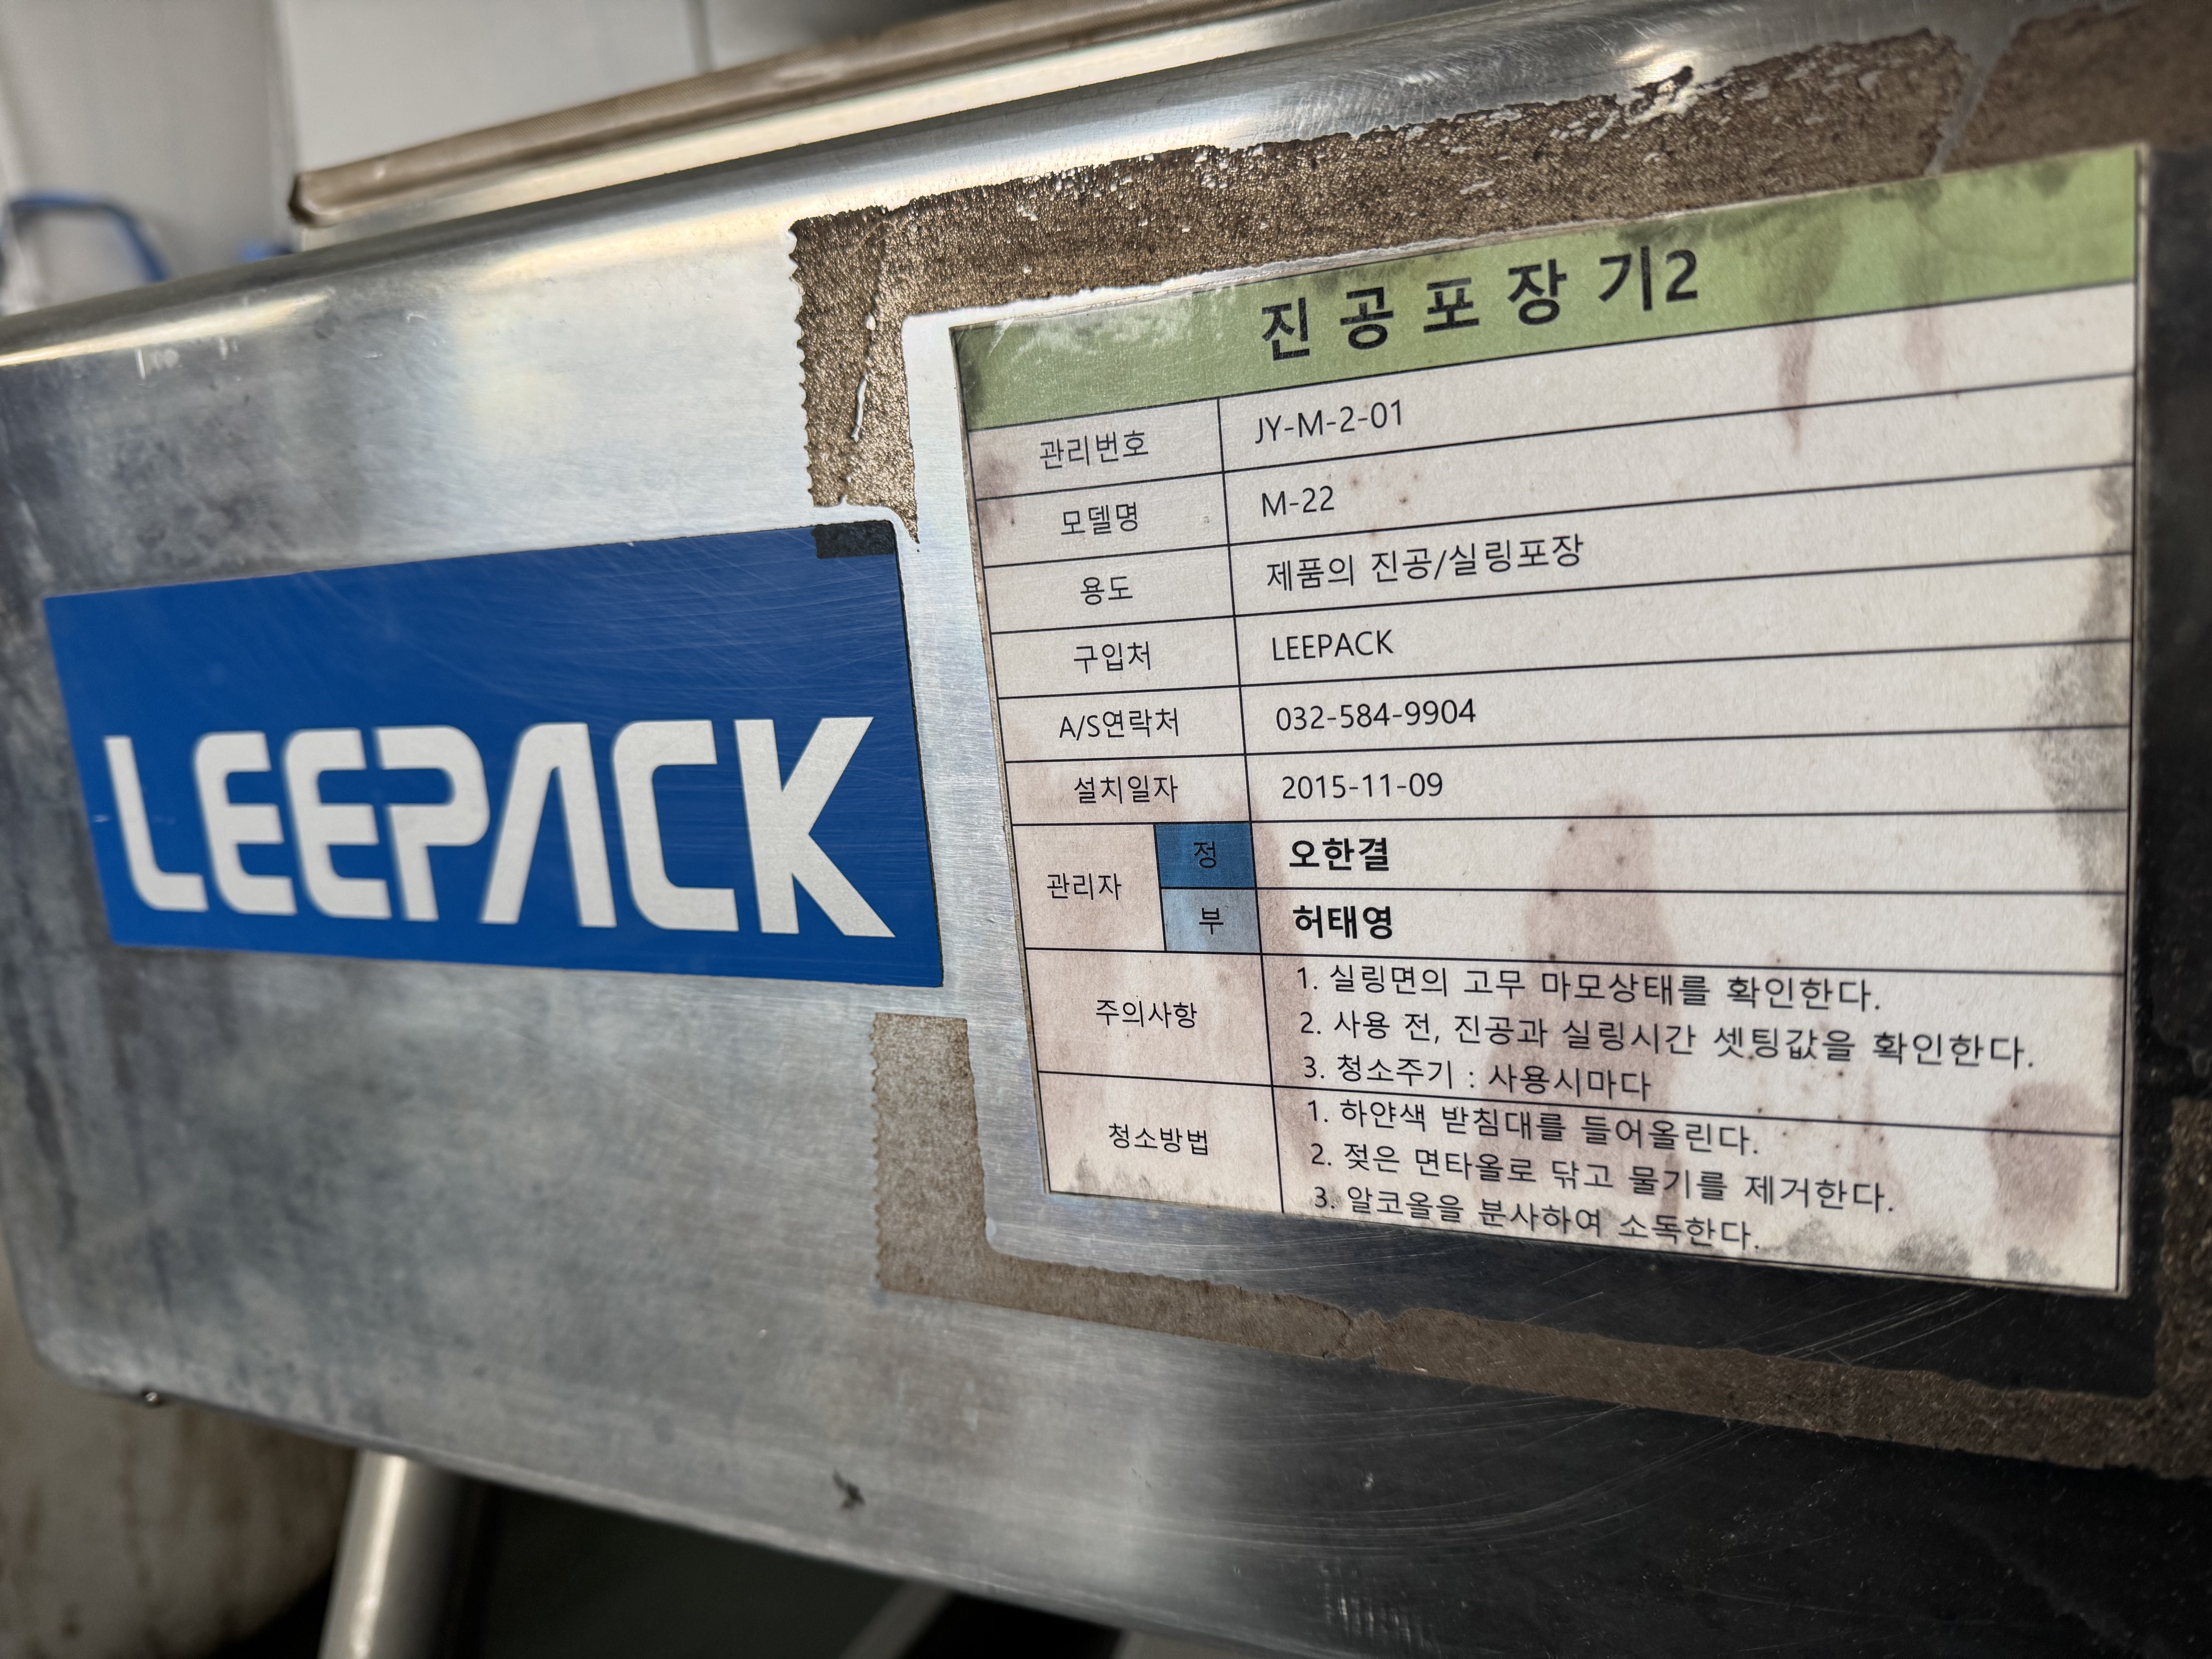 LEEPACK
진공포장기2
관리번호 JY-M-2-01
모델명 M-22
용도 제품의 진공/실링포장
구입처 LEEPACK
A/S연락처 032-584-9904
설치일자 2015-11-09
관리자 정 오한결
부 허태영
주의사항 1. 실링면의 고무 마모상태를 확인한다.
2. 사용 전, 진공과 실링시간 셋팅값을 확인한다.
3. 청소주기 : 사용시마다
청소방법 1. 하얀색 받침대를 들어올린다.
2. 젖은 면타올로 닦고 물기를 제거한다.
3. 알코올을 분사하여 소독한다.